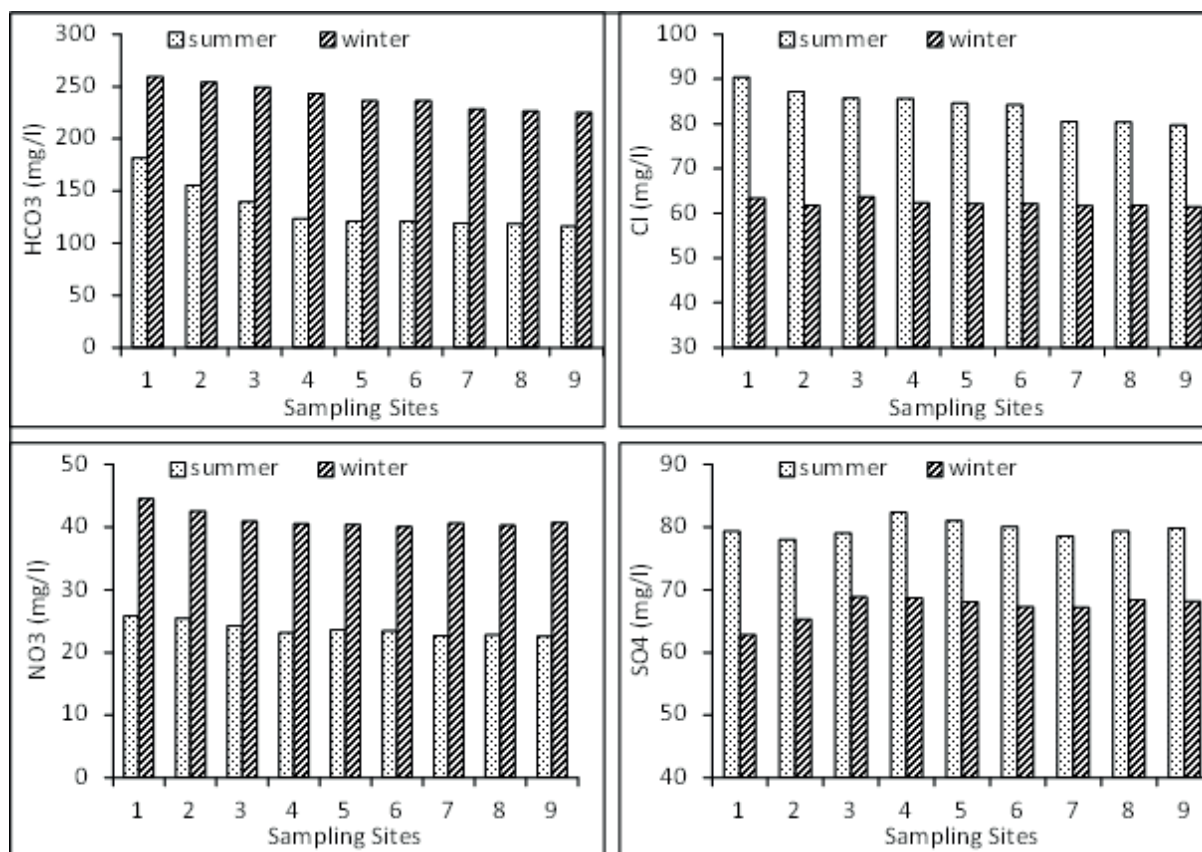 summer winter
HCO3 (mg/l)
300
250
200
150
100
50
0
1 2 3 4 5 6 7 8 9
Sampling Sites
summer winter
Cl (mg/l)
100
90
80
70
60
50
40
30
1 2 3 4 5 6 7 8 9
Sampling Sites
summer winter
NO3 (mg/l)
50
40
30
20
10
0
1 2 3 4 5 6 7 8 9
Sampling Sites
summer winter
SO4 (mg/l)
90
80
70
60
50
40
1 2 3 4 5 6 7 8 9
Sampling Sites